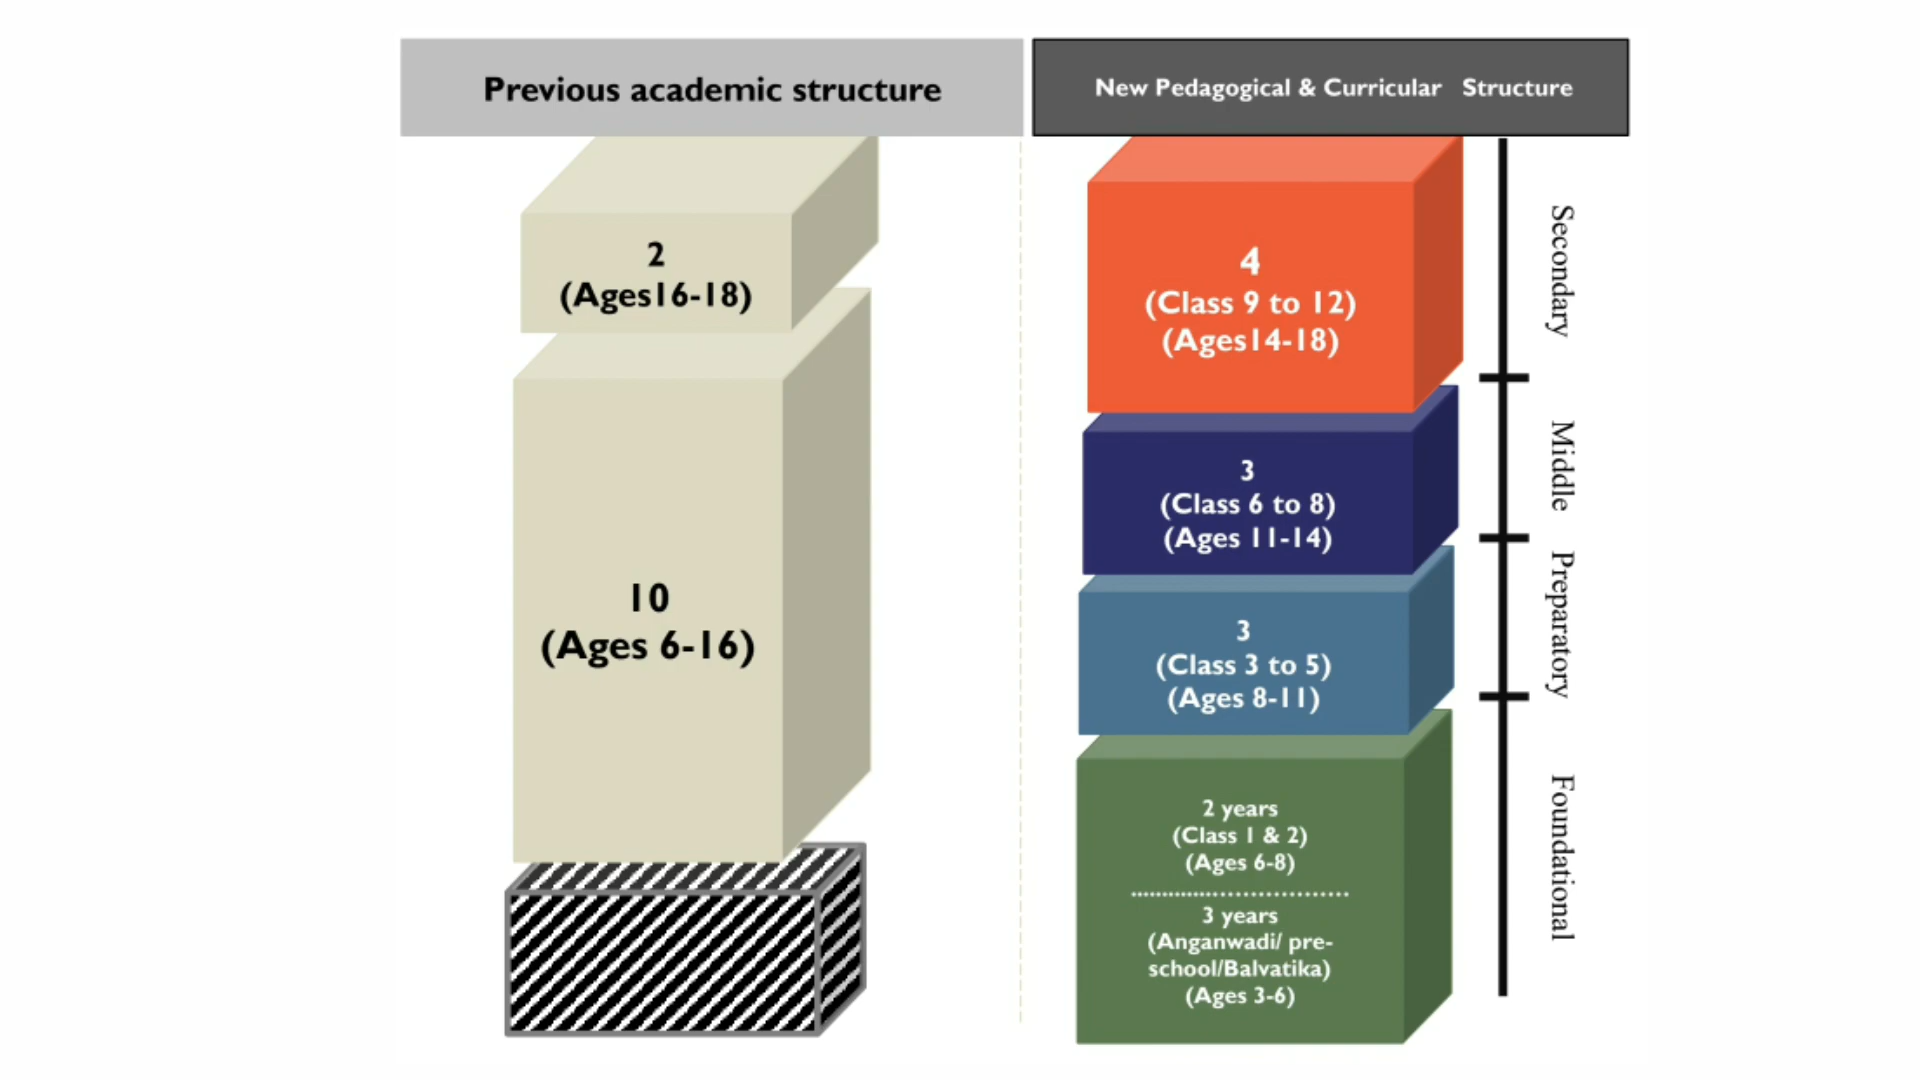 Previous academic structure
New Pedagogical & Curricular Structure
2
(Ages16-18)
10
(Ages 6-16)
4
(Class 9 to 12)
(Ages14-18)
3
(Class 6 to 8)
(Ages 11-14)
3
(Class 3 to 5)
(Ages 8-11)
2 years
(Class 1 & 2)
(Ages 6-8)
3 years
(Anganwadi/ pre-
school/Balvatika)
(Ages 3-6)
Secondary
Middle
Preparatory
Foundational